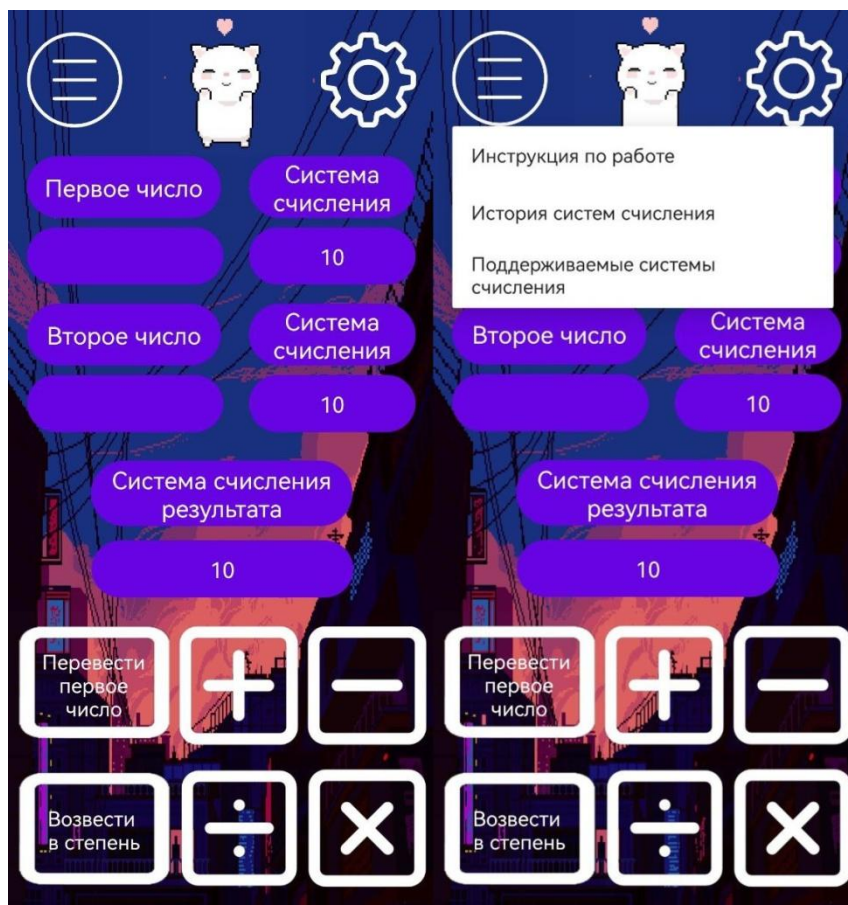 Первое число
Система
счисления
10
Второе число
Система
счисления
10
Система счисления
результата
10
Перевести
первое
число
Возвести
в степень
Инструкция по работе
История систем счисления
Поддерживаемые системы
счисления
Второе число
Система
счисления
10
Система счисления
результата
10
Перевести
первое
число
Возвести
в степень